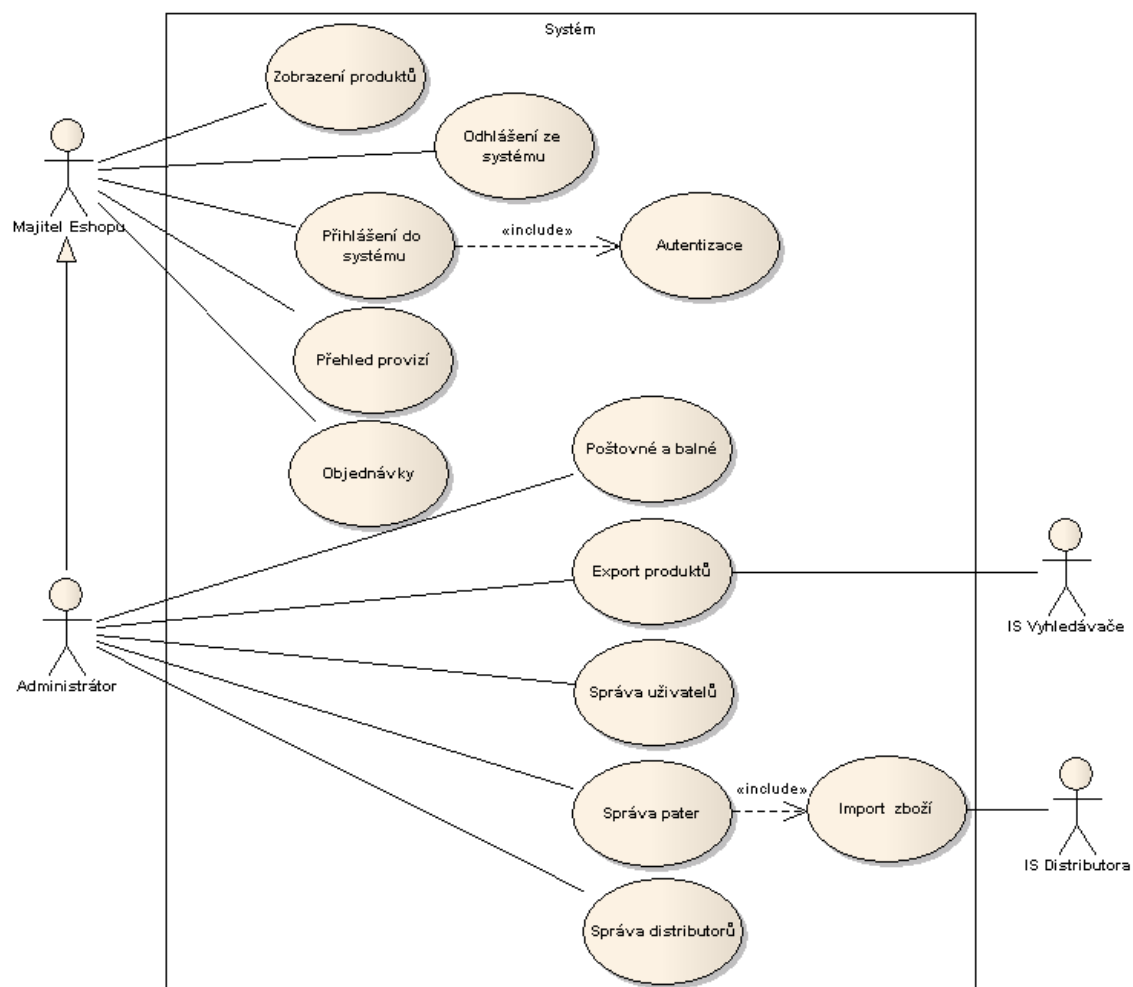 Systém
Zobrazení produktů
Odhlášení ze
systému
Majitel Eshopu
Přihlášení do
systému
«include»
Autentizace
Přehled provizí
Objednávky
Poštovné a balné
Export produktů
IS Vyhledávače
Administrátor
Správa uživatelů
Správa pater
«include»
Import zboží
IS Distributora
Správa distributorů